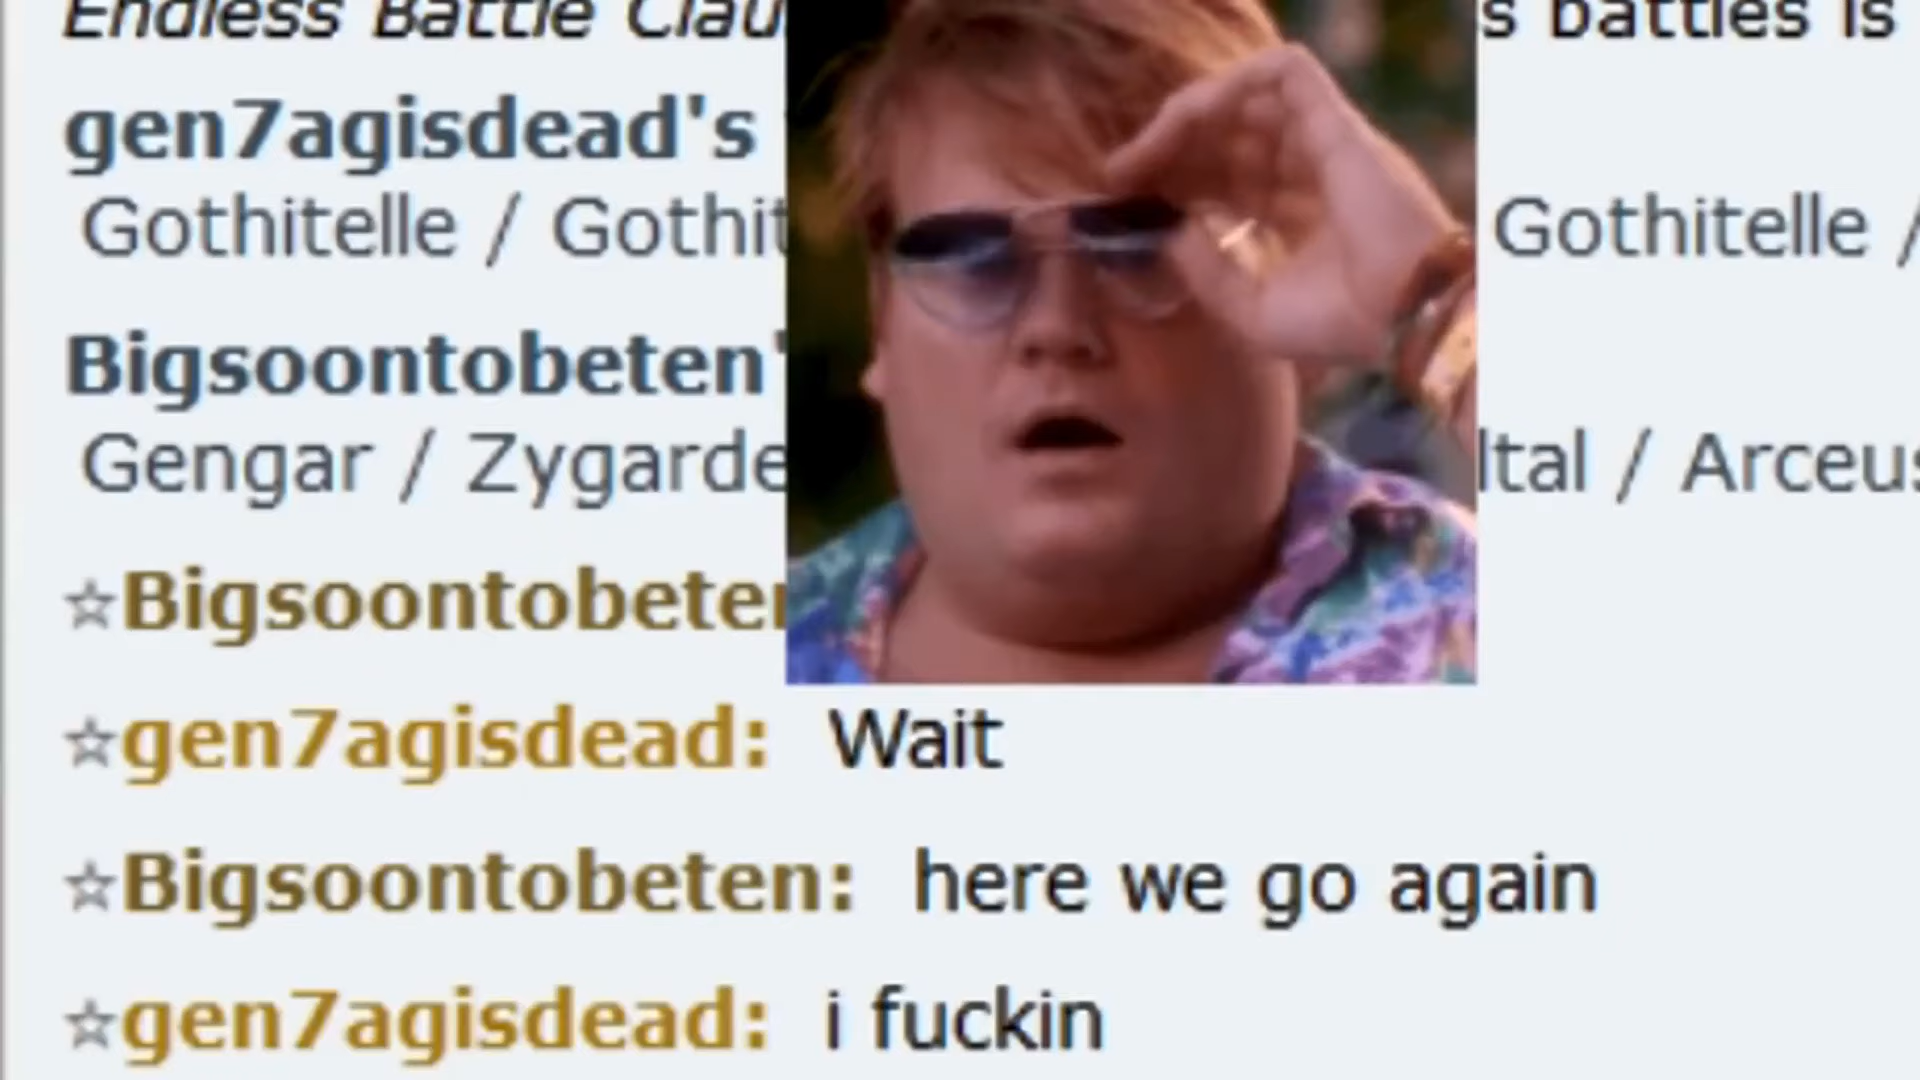 Endless Battle Clau s battles is
gen7agisdead's
Gothitelle / Gothit Gothitelle /
Bigsoontobeten'
Gengar / Zygarde ltal / Arceus
☆Bigsoontobeten
☆gen7agisdead: Wait
☆Bigsoontobeten: here we go again
☆gen7agisdead: i fuckin